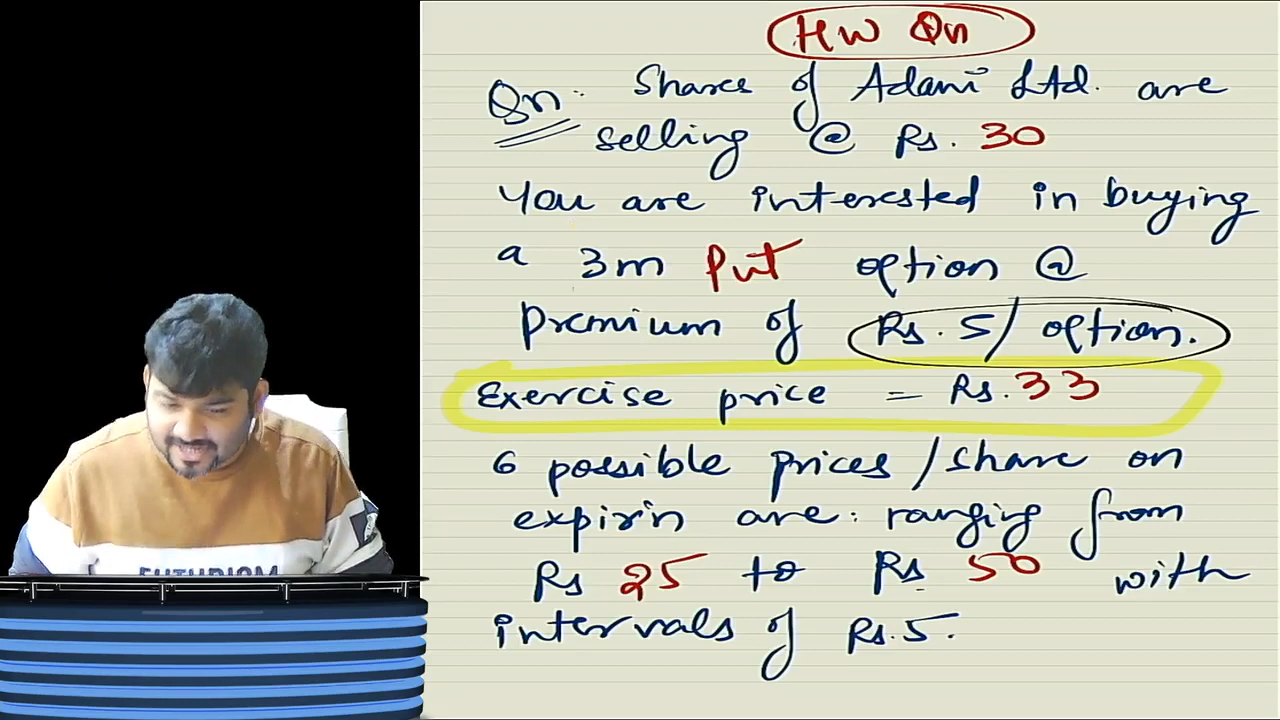 HW Qn
Qn: Shares of Adani Ltd. are
selling @ Rs. 30
You are interested in buying
a 3m Put option @
premium of Rs. 5/ option.
Exercise price = Rs. 33
6 possible prices / share on
expirin are: ranging from
Rs 25 to Rs 50 with
intervals of Rs. 5.
FUTURISM